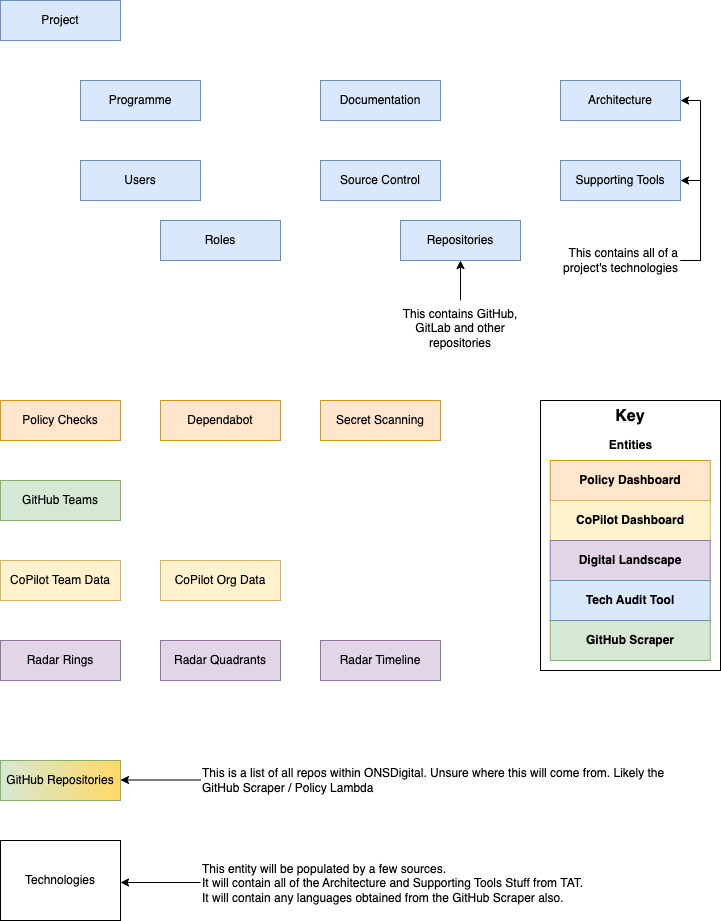 Project
Programme
Documentation
Architecture
Users
Source Control
Supporting Tools
Roles
Repositories
This contains all of a
project's technologies
This contains GitHub,
GitLab and other
repositories
Policy Checks
Dependabot
Secret Scanning
Key
Entities
Policy Dashboard
CoPilot Dashboard
Digital Landscape
Tech Audit Tool
GitHub Scraper
GitHub Teams
CoPilot Team Data
CoPilot Org Data
Radar Rings
Radar Quadrants
Radar Timeline
GitHub Repositories
This is a list of all repos within ONSDigital. Unsure where this will come from. Likely the
GitHub Scraper / Policy Lambda
Technologies
This entity will be populated by a few sources.
It will contain all of the Architecture and Supporting Tools Stuff from TAT.
It will contain any languages obtained from the GitHub Scraper also.